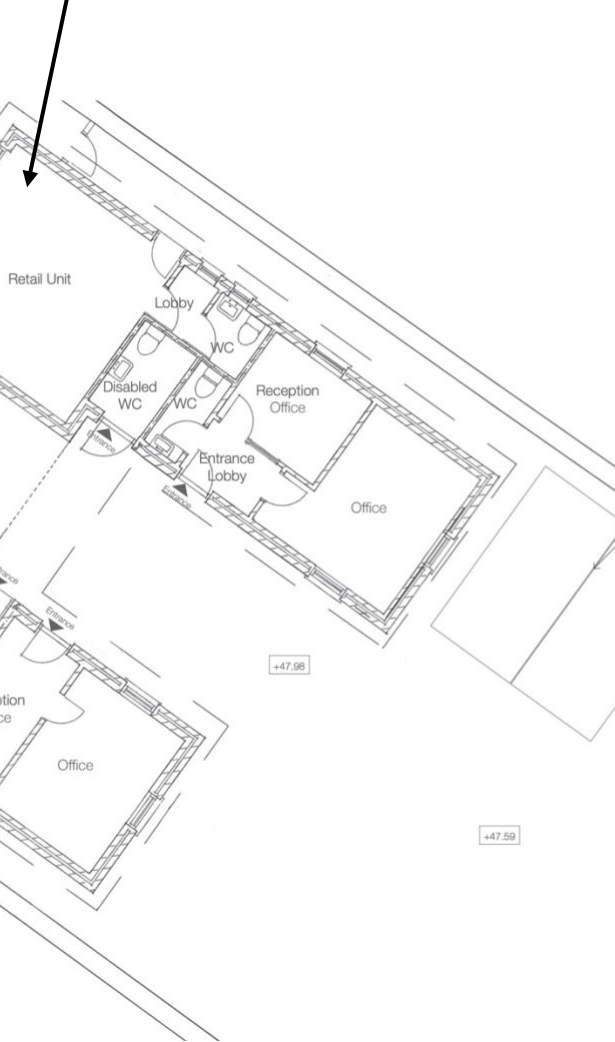 Retail Unit
Lobby
WC
Disabled
WC
WC
Reception
Office
Entrance
Lobby
Office
Entrance
Entrance
Entrance
Office
+47.98
+47.59